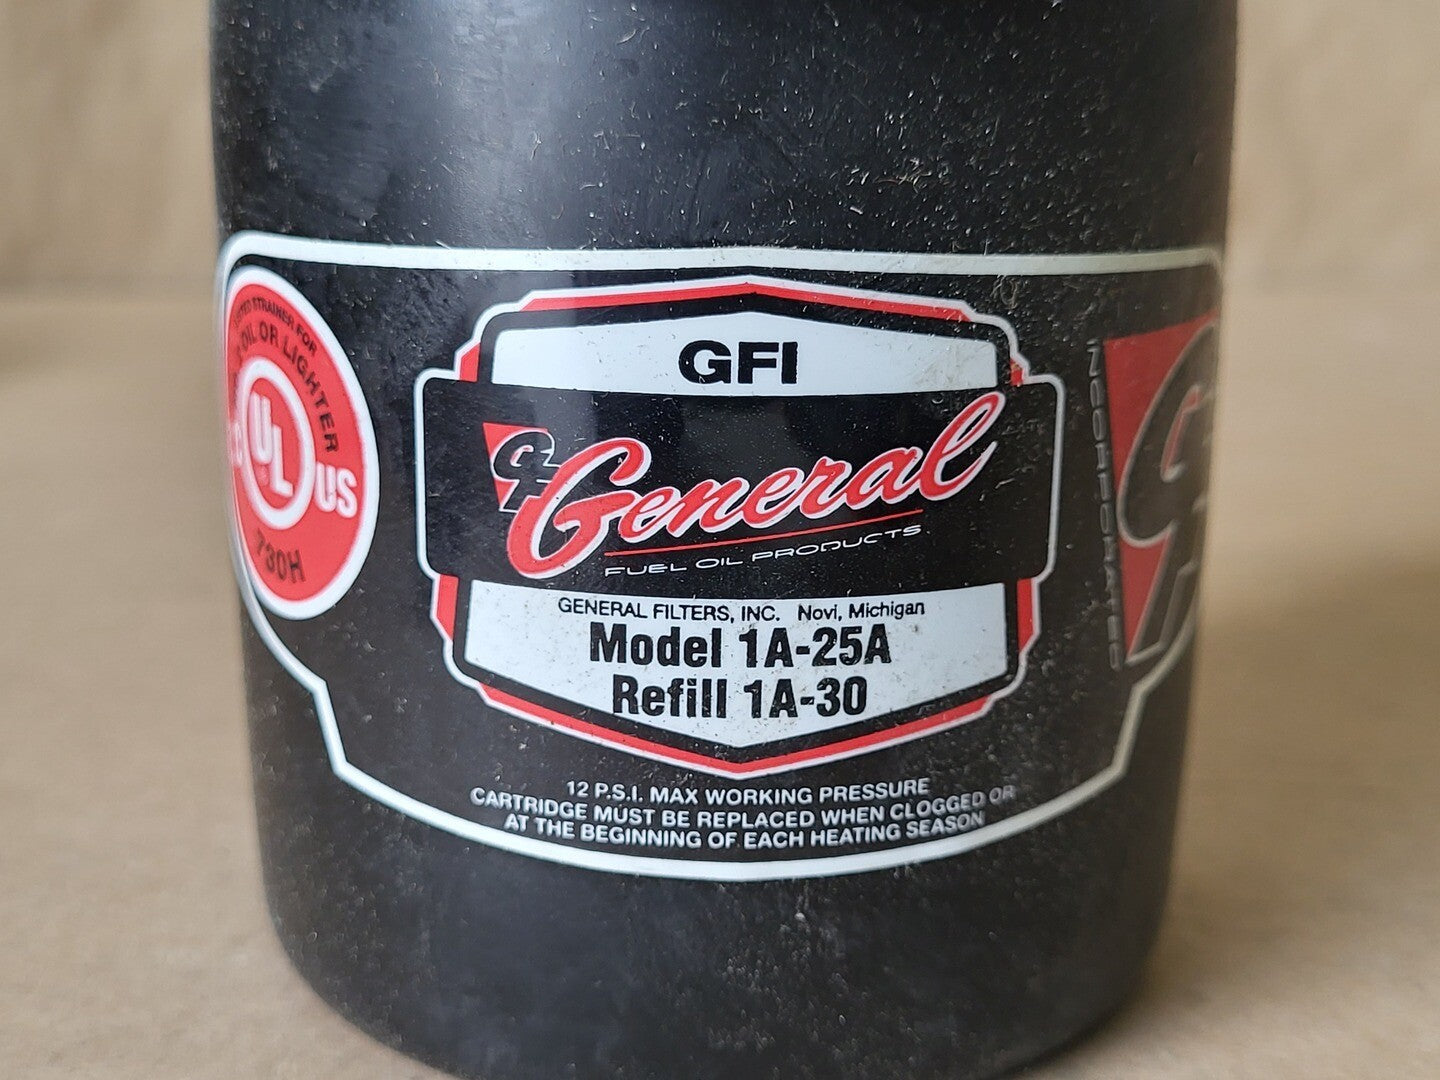 GFI
General
FUEL OIL PRODUCTS
GENERAL FILTERS, INC. Novi, Michigan
Model 1A-25A
Refill 1A-30
12 P.S.I. MAX WORKING PRESSURE
CARTRIDGE MUST BE REPLACED WHEN CLOGGED OR
AT THE BEGINNING OF EACH HEATING SEASON
STRAINER FOR
OIL OR LIGHTER
C UL US
730H